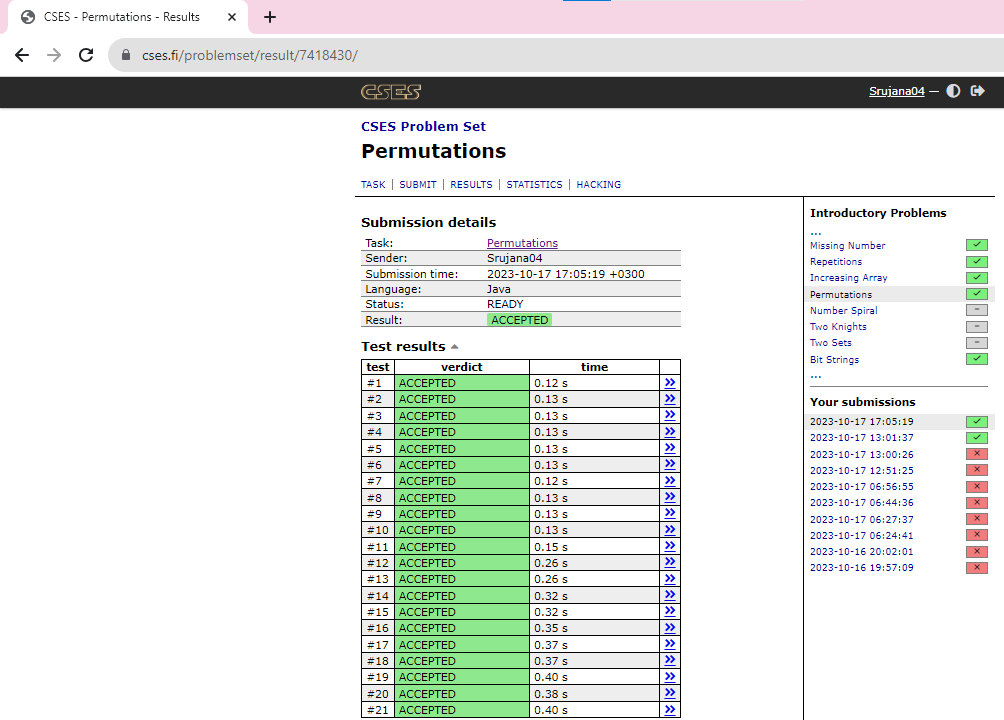 CSES - Permutations - Results
cses.fi/problemset/result/7418430/
CSES
Srujana04 —
CSES Problem Set
Permutations
TASK | SUBMIT | RESULTS | STATISTICS | HACKING
Submission details
Task: Permutations
Sender: Srujana04
Submission time: 2023-10-17 17:05:19 +0300
Language: Java
Status: READY
Result: ACCEPTED
Test results
test verdict time
#1 ACCEPTED 0.12 s »
#2 ACCEPTED 0.13 s »
#3 ACCEPTED 0.13 s »
#4 ACCEPTED 0.13 s »
#5 ACCEPTED 0.13 s »
#6 ACCEPTED 0.13 s »
#7 ACCEPTED 0.12 s »
#8 ACCEPTED 0.13 s »
#9 ACCEPTED 0.13 s »
#10 ACCEPTED 0.13 s »
#11 ACCEPTED 0.15 s »
#12 ACCEPTED 0.26 s »
#13 ACCEPTED 0.26 s »
#14 ACCEPTED 0.32 s »
#15 ACCEPTED 0.32 s »
#16 ACCEPTED 0.35 s »
#17 ACCEPTED 0.37 s »
#18 ACCEPTED 0.37 s »
#19 ACCEPTED 0.40 s »
#20 ACCEPTED 0.38 s »
#21 ACCEPTED 0.40 s »
Introductory Problems
...
Missing Number
Repetitions
Increasing Array
Permutations
Number Spiral –
Two Knights –
Two Sets –
Bit Strings
...
Your submissions
2023-10-17 17:05:19
2023-10-17 13:01:37
2023-10-17 13:00:26
2023-10-17 12:51:25
2023-10-17 06:56:55
2023-10-17 06:44:36
2023-10-17 06:27:37
2023-10-17 06:24:41
2023-10-16 20:02:01
2023-10-16 19:57:09